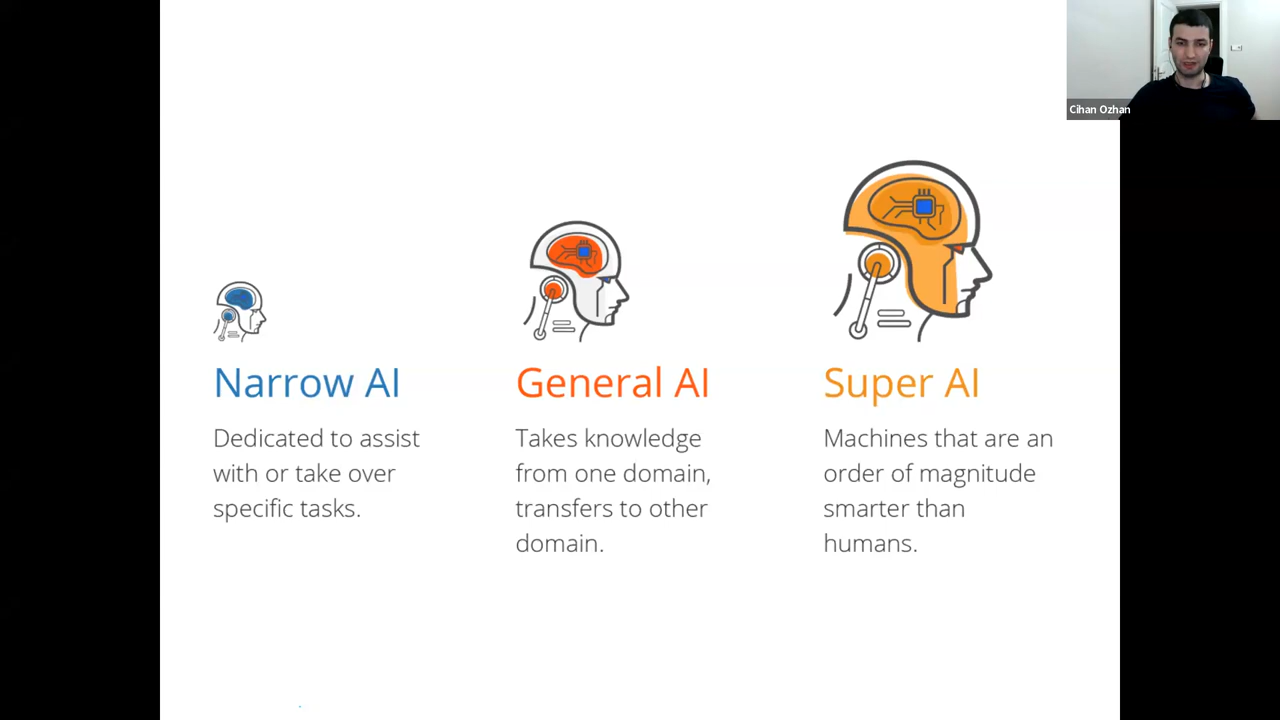 Cihan Ozhan
Narrow AI
Dedicated to assist
with or take over
specific tasks.
General AI
Takes knowledge
from one domain,
transfers to other
domain.
Super AI
Machines that are an
order of magnitude
smarter than
humans.